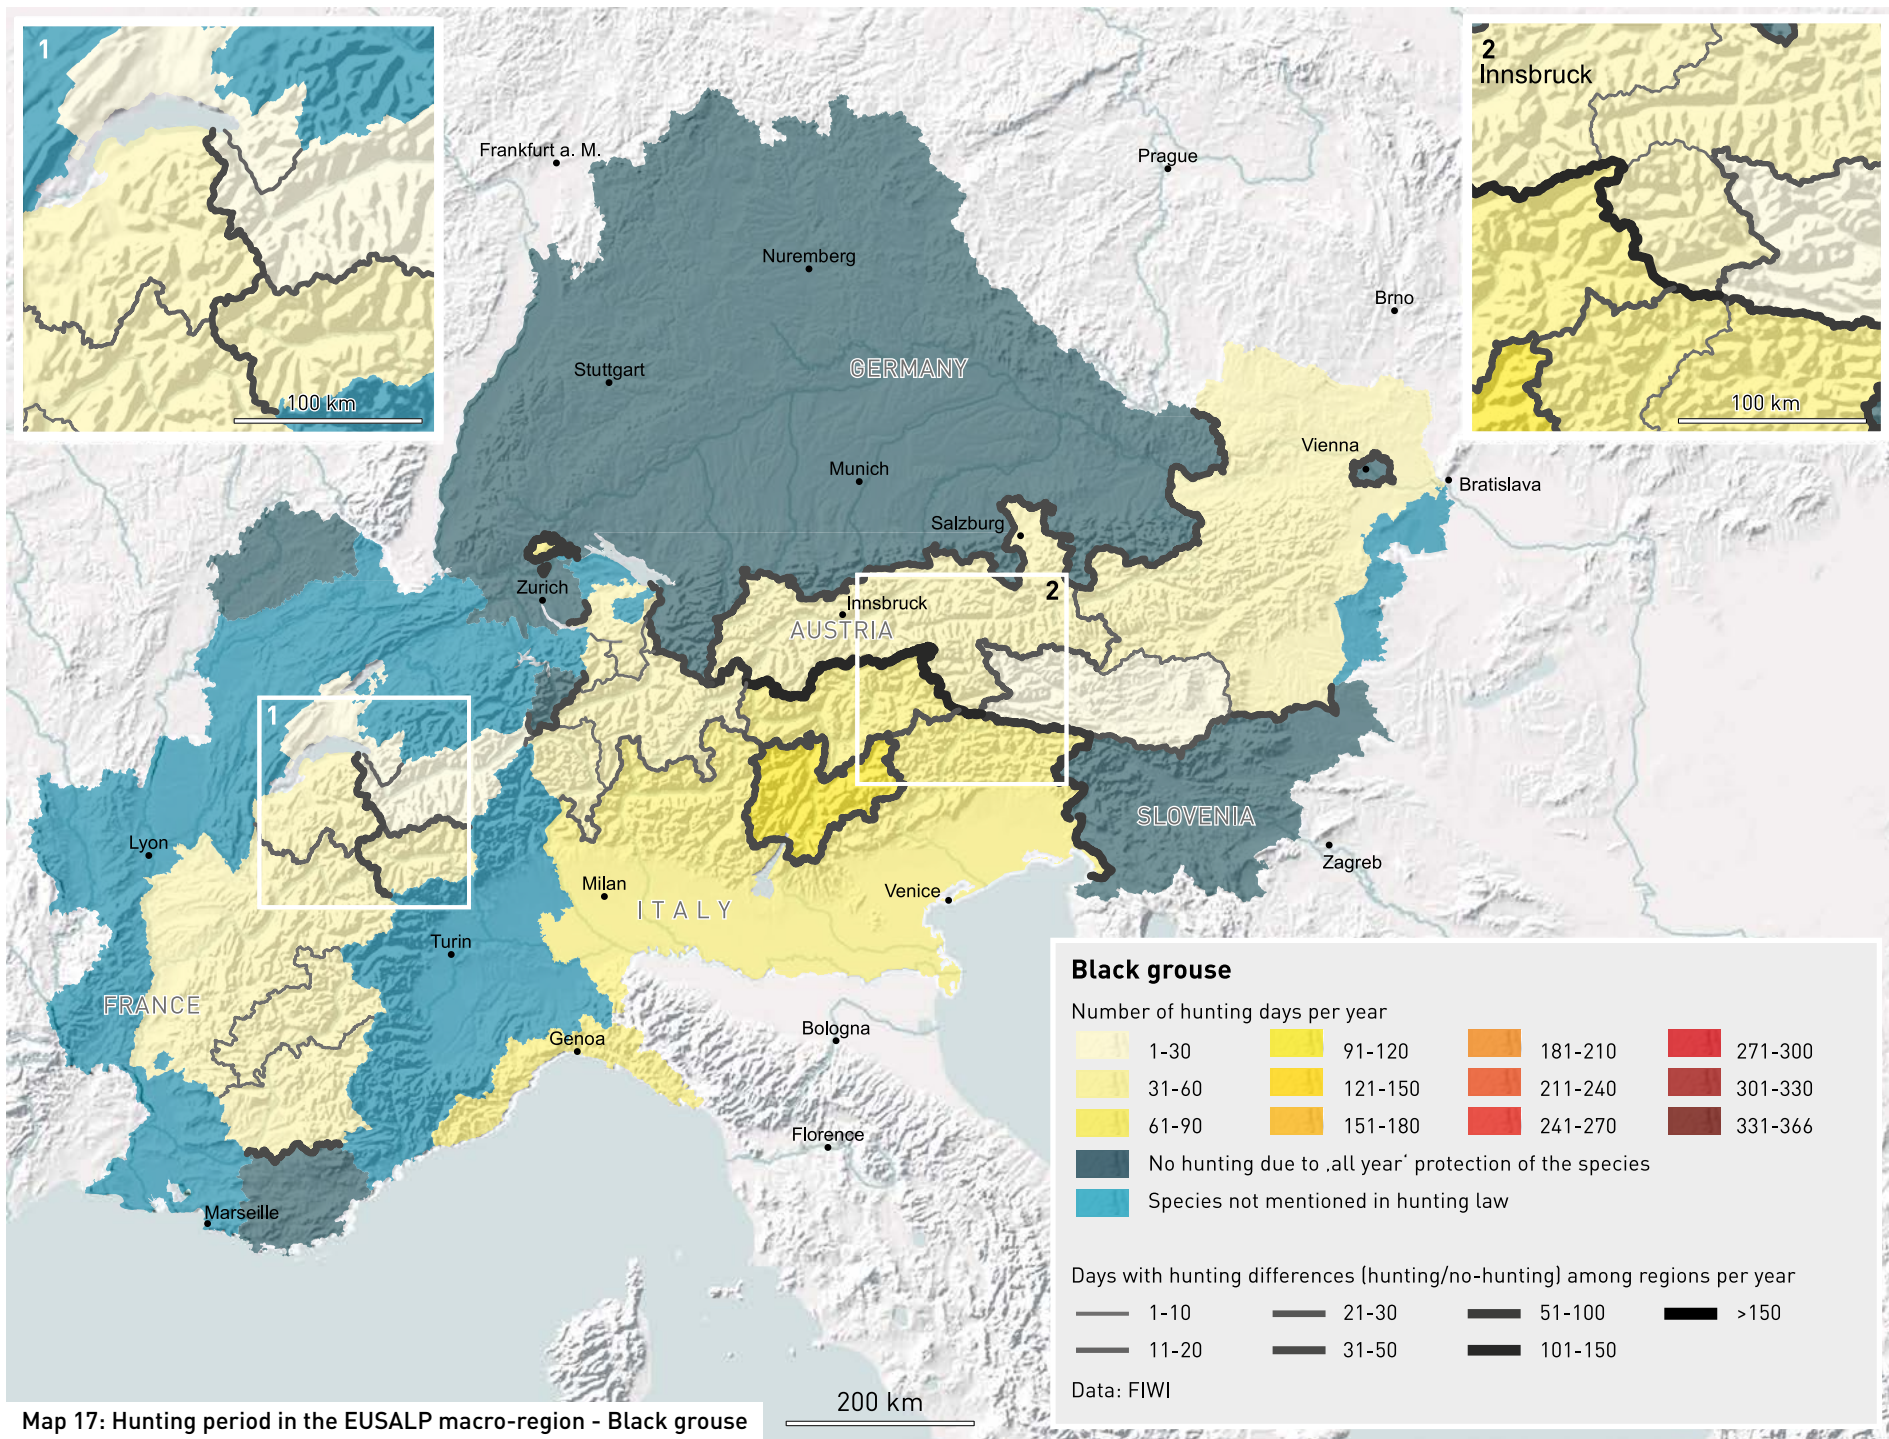 1
100 km
2
Innsbruck
100 km
Frankfurt a. M.
Prague
Nuremberg
Brno
Stuttgart
GERMANY
Vienna
Munich
Bratislava
Salzburg
Zurich
2
Innsbruck
AUSTRIA
1
SLOVENIA
Lyon
Zagreb
Milan
Venice
ITALY
Turin
FRANCE
Genoa
Bologna
Florence
Marseille
Black grouse
Number of hunting days per year
1-30 91-120 181-210 271-300
31-60 121-150 211-240 301-330
61-90 151-180 241-270 331-366
No hunting due to ‚all year‘ protection of the species
Species not mentioned in hunting law
Days with hunting differences (hunting/no-hunting) among regions per year
1-10 21-30 51-100 >150
11-20 31-50 101-150
Data: FIWI
200 km
Map 17: Hunting period in the EUSALP macro-region - Black grouse